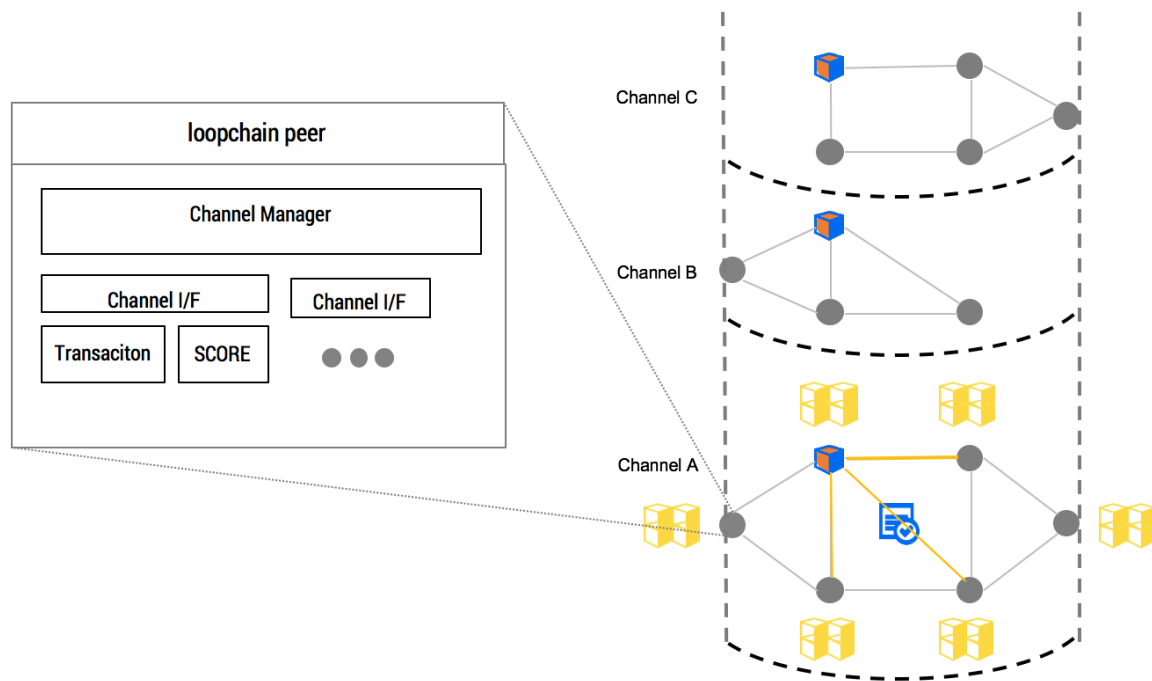 loopchain peer
Channel Manager
Channel I/F
Channel I/F
Transaciton
SCORE
Channel C
Channel B
Channel A